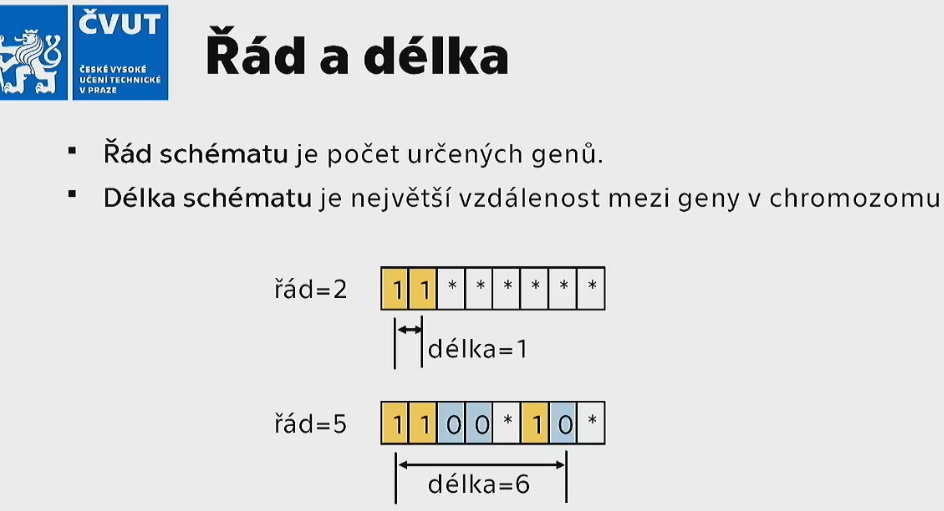 ČVUT
ČESKÉ VYSOKÉ
UČENÍ TECHNICKÉ
V PRAZE
Řád a délka
▪ Řád schématu je počet určených genů.
▪ Délka schématu je největší vzdálenost mezi geny v chromozomu
řád=2 1 1 * * * * * *
délka=1
řád=5 1 1 0 0 * 1 0 *
délka=6